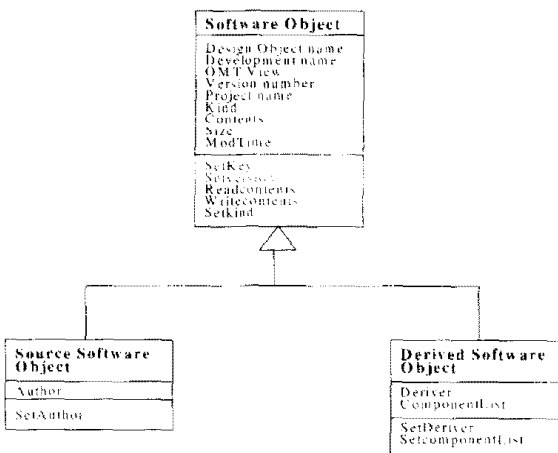 Software Object
Design Object name
Development name
OMT View
Version number
Project name
Kind
Contents
Size
ModTime
SetKey
Readcontents
Writecontents
Setkind
Source Software
Object
Author
SetAuthor
Derived Software
Object
Deriver
ComponentList
SetDeriver
SetcomponentList